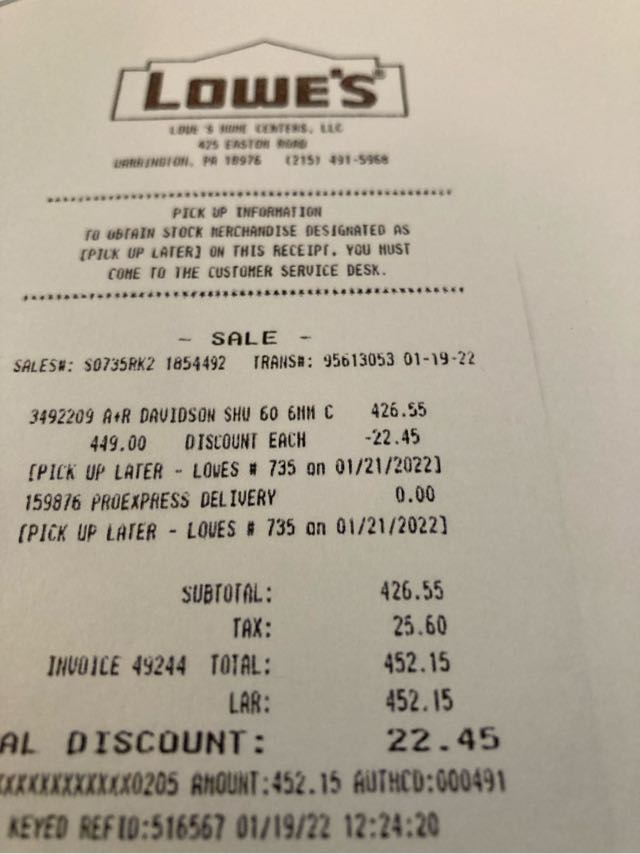 LOWE'S
LOWE'S HOME CENTERS, LLC
425 EASTON ROAD
WARRINGTON, PA 18976 (215) 491-5968
PICK UP INFORMATION
TO OBTAIN STOCK MERCHANDISE DESIGNATED AS
[PICK UP LATER] ON THIS RECEIPT, YOU MUST
COME TO THE CUSTOMER SERVICE DESK.
- SALE -
SALES#: S0735RK2 1854492 TRANS#: 95613053 01-19-22
3492209 A+R DAVIDSON SHU 60 6MM C 426.55
449.00 DISCOUNT EACH -22.45
[PICK UP LATER - LOWES # 735 on 01/21/2022]
159876 PROEXPRESS DELIVERY 0.00
[PICK UP LATER - LOWES # 735 on 01/21/2022]
SUBTOTAL: 426.55
TAX: 25.60
INVOICE 49244 TOTAL: 452.15
LAR: 452.15
AL DISCOUNT: 22.45
XXXXXXXXXXXX0205 AMOUNT:452.15 AUTHCD:000491
KEYED REFID:516567 01/19/22 12:24:20